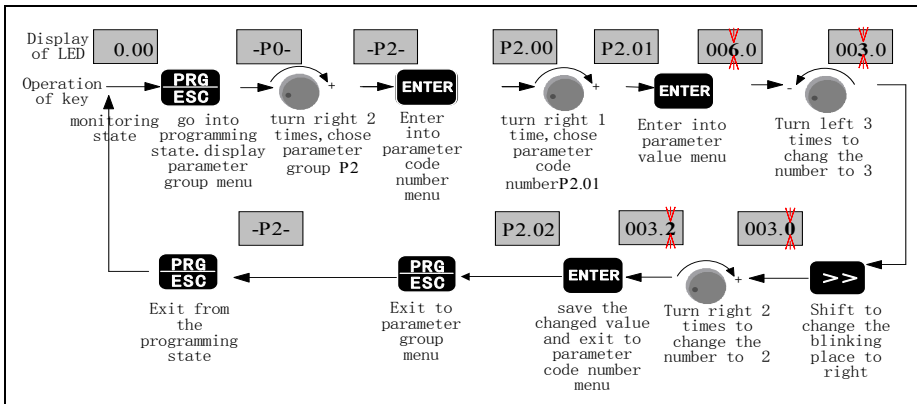 Display
of LED
0.00
-P0-
-P2-
P2.00
P2.01
006.0
003.0
Operation
of key
PRG
ESC
+
ENTER
+
ENTER
-
monitoring
state
go into
programming
state. display
parameter
group menu
turn right 2
times, chose
parameter
group P2
Enter
into
parameter
code
number
menu
turn right 1
time, chose
parameter
code
numberP2.01
Enter into
parameter
value menu
Turn left 3
times to
chang the
number to 3
-P2-
P2.02
003.2
003.0
PRG
ESC
PRG
ESC
ENTER
+
>>
Exit from
the
programming
state
Exit to
parameter
group
menu
save the
changed value
and exit to
parameter
code number
menu
Turn right 2
times to
change the
number to 2
Shift to
change the
blinking
place to
right